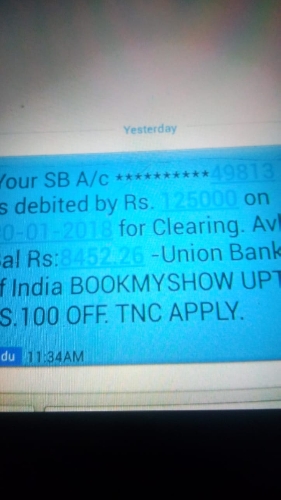 Yesterday
Your SB A/c **********49813
s debited by Rs. 125000 on
0-01-2018 for Clearing. Avl
Bal Rs:8452.26 -Union Bank
f India BOOKMYSHOW UPT
S.100 OFF. TNC APPLY.
du 11:34AM